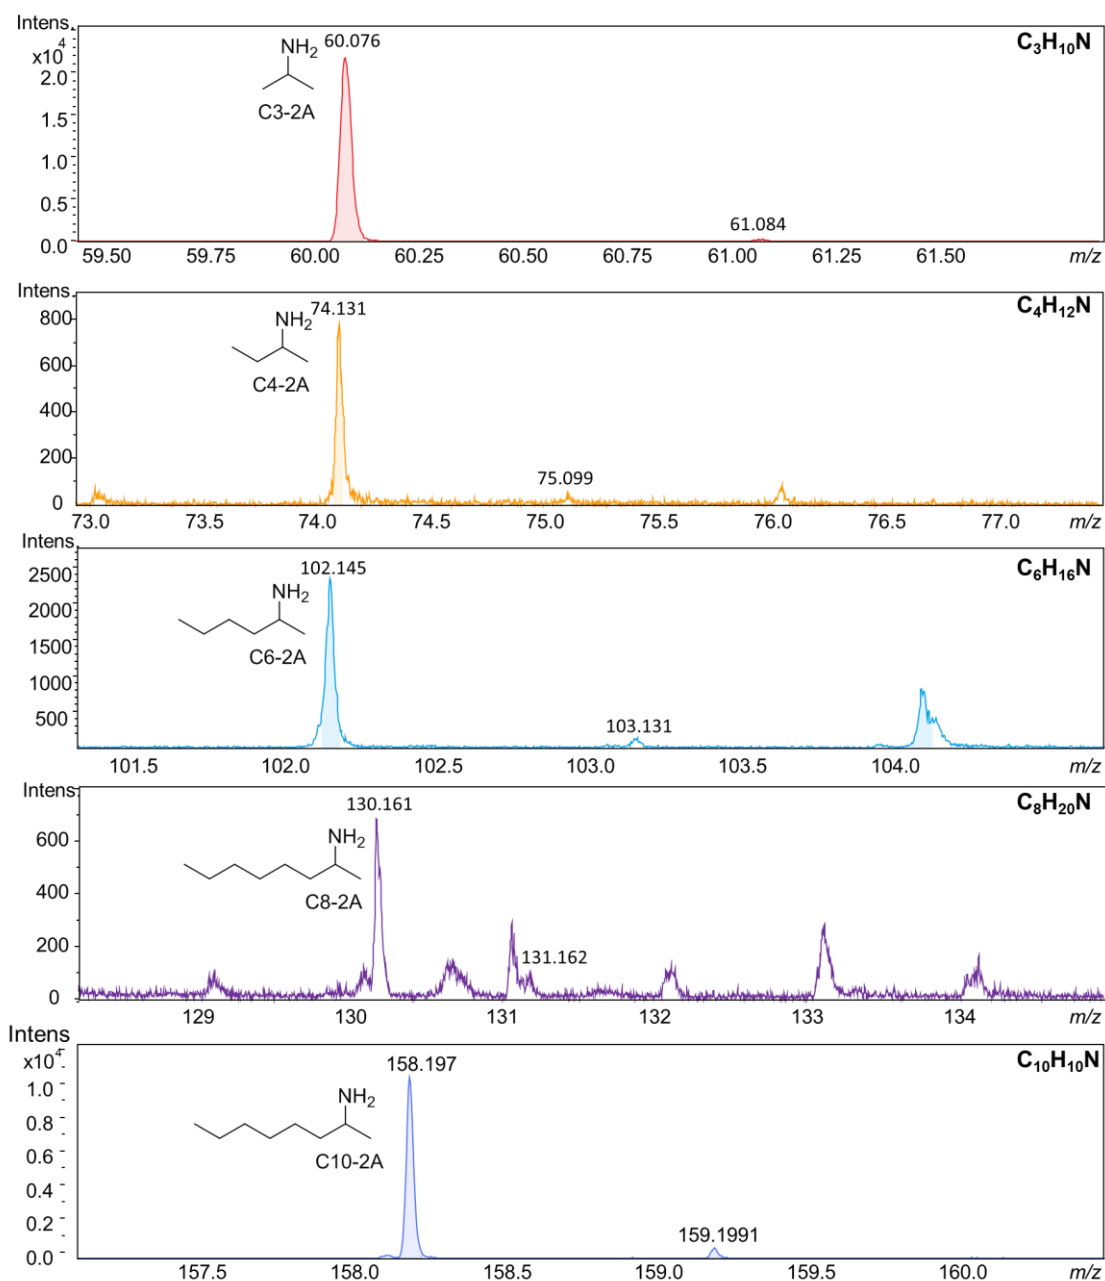 Intens.
x10⁴
C₃H₁₀N
NH₂ 60.076
C3-2A
2.0
1.5
1.0
0.5
0.0
61.084
59.50 59.75 60.00 60.25 60.50 60.75 61.00 61.25 61.50 m/z
Intens.
C₄H₁₂N
NH₂ 74.131
C4-2A
800
600
400
200
0
75.099
73.0 73.5 74.0 74.5 75.0 75.5 76.0 76.5 77.0 m/z
Intens.
C₆H₁₆N
102.145
NH₂
C6-2A
2500
2000
1500
1000
500
103.131
101.5 102.0 102.5 103.0 103.5 104.0 m/z
Intens.
C₈H₂₀N
130.161
NH₂
C8-2A
600
400
200
0
131.162
129 130 131 132 133 134 m/z
Intens
x10⁴
C₁₀H₁₀N
158.197
NH₂
C10-2A
1.0
0.8
0.6
0.4
0.2
0.0
159.1991
157.5 158.0 158.5 159.0 159.5 160.0 m/z